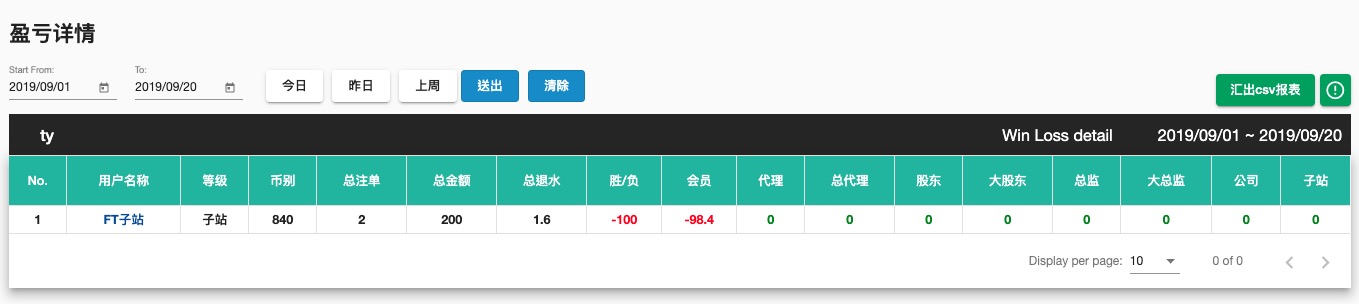 盈亏详情
Start From: To:
2019/09/01 2019/09/20 今日 昨日 上周 送出 清除 汇出csv报表
ty Win Loss detail 2019/09/01 ~ 2019/09/20
No. 用户名称 等级 币别 总注单 总金额 总退水 胜/负 会员 代理 总代理 股东 大股东 总监 大总监 公司 子站
1 FT子站 子站 840 2 200 1.6 -100 -98.4 0 0 0 0 0 0 0 0
Display per page: 10 0 of 0